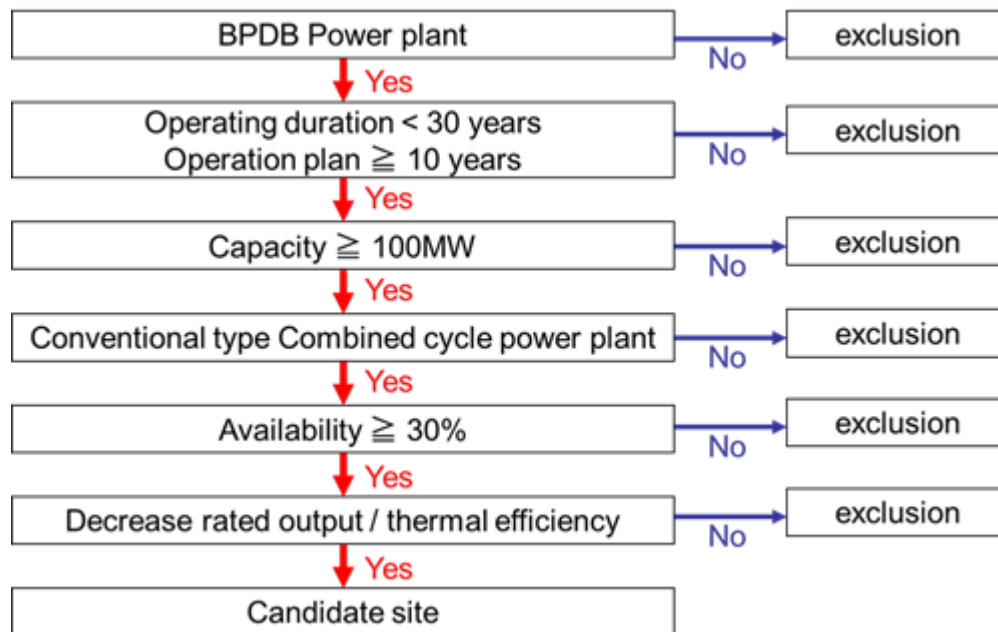 BPDB Power plant
No
exclusion
Yes
Operating duration < 30 years
Operation plan ≧ 10 years
No
exclusion
Yes
Capacity ≧ 100MW
No
exclusion
Yes
Conventional type Combined cycle power plant
No
exclusion
Yes
Availability ≧ 30%
No
exclusion
Yes
Decrease rated output / thermal efficiency
No
exclusion
Yes
Candidate site